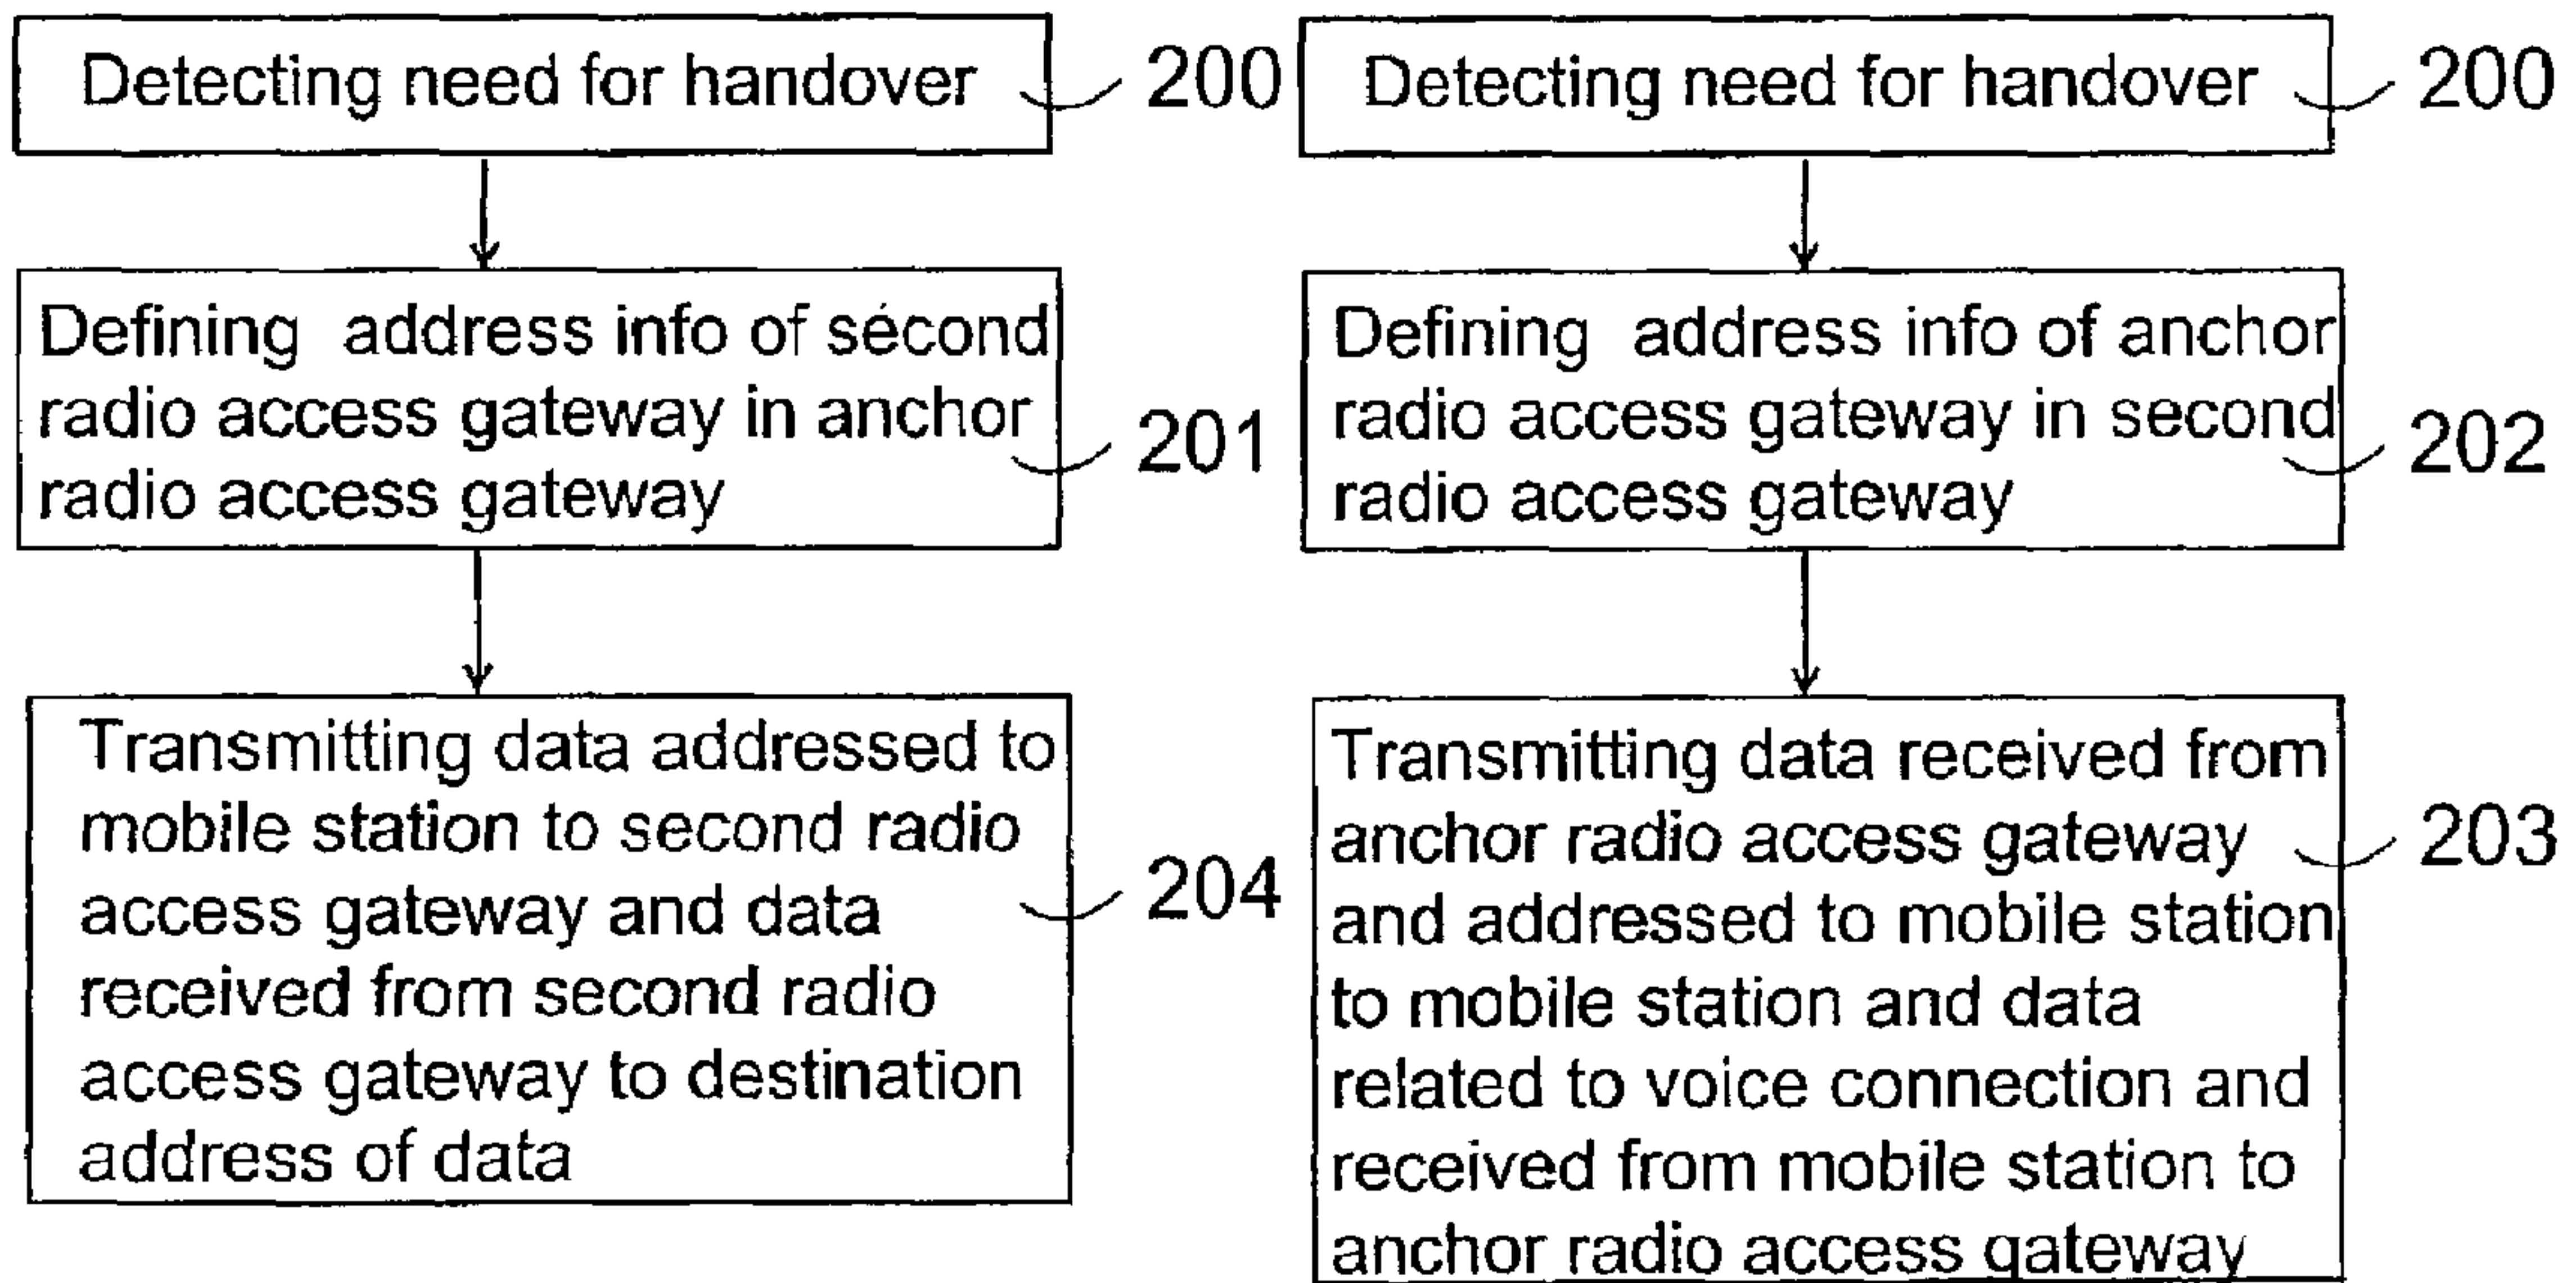 Detecting need for handover
200
Defining address info of second
radio access gateway in anchor
radio access gateway
201
Transmitting data addressed to
mobile station to second radio
access gateway and data
received from second radio
access gateway to destination
address of data
204
Detecting need for handover
200
Defining address info of anchor
radio access gateway in second
radio access gateway
202
Transmitting data received from
anchor radio access gateway
and addressed to mobile station
to mobile station and data
related to voice connection and
received from mobile station to
anchor radio access gateway
203